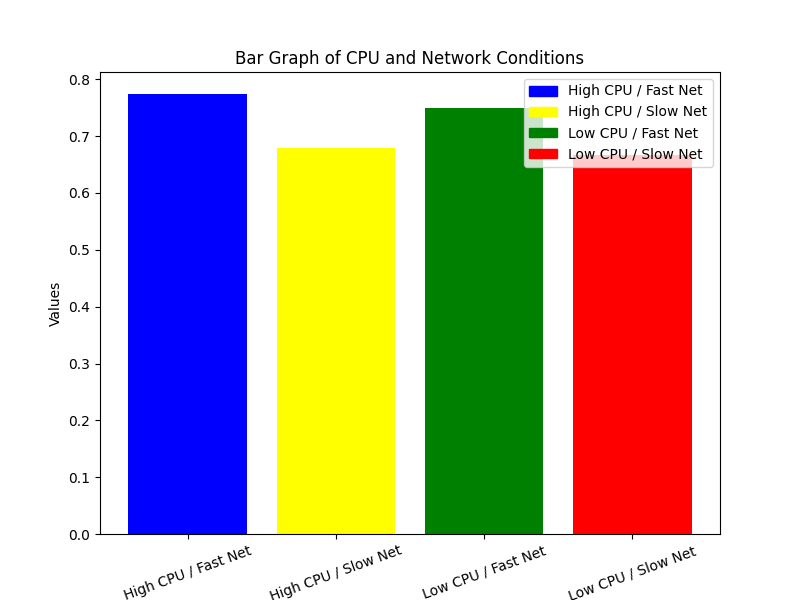 Bar Graph of CPU and Network Conditions
High CPU / Fast Net
High CPU / Slow Net
Low CPU / Fast Net
Low CPU / Slow Net
Values
0.8
0.7
0.6
0.5
0.4
0.3
0.2
0.1
0.0
High CPU / Fast Net
High CPU / Slow Net
Low CPU / Fast Net
Low CPU / Slow Net